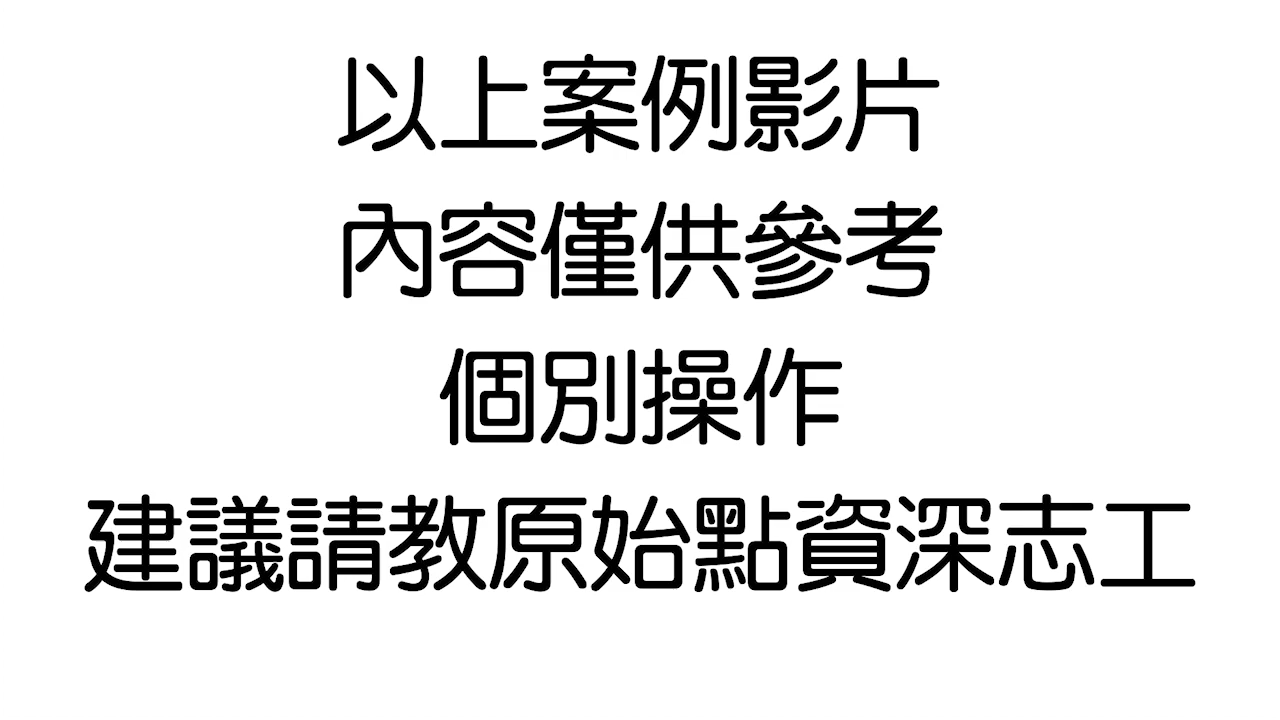 以上案例影片
內容僅供參考
個別操作
建議請教原始點資深志工